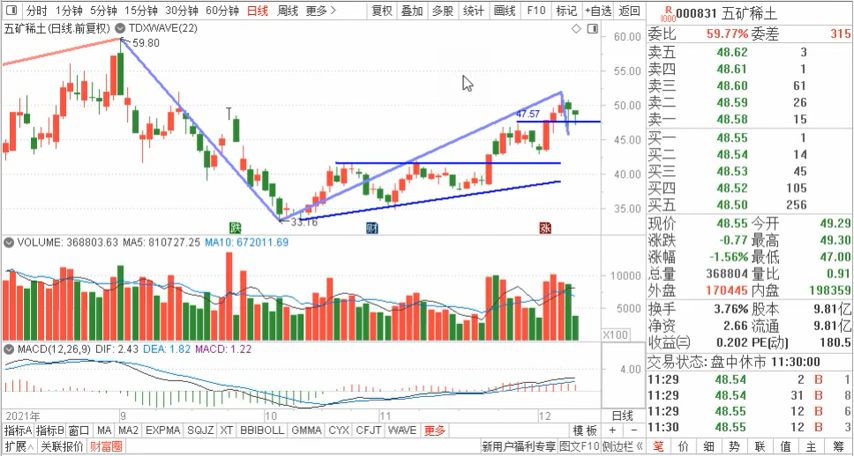 分时 1分钟 5分钟 15分钟 30分钟 60分钟 日线 周线 更多 > 复权 叠加 多股 统计 画线 F10 标记 +自选 返回
五矿稀土(日线.前复权) TDXWAVE(22)
59.80
60.00
55.00
50.00
47.57
45.00
40.00
35.00
33.16
跌 财 涨
VOLUME: 368803.63 MA5: 810727.25 MA10: 672011.69
10000
5000
X100
MACD(12,26,9) DIF: 2.43 DEA: 1.82 MACD: 1.22
4.00
0.00
2021年 9 10 11 12 日线
指标A 指标B 窗口 MA MA2 EXPMA SQJZ XT BBIBOLL GMMA CYX CFJT WAVE 更多 模板 + −
扩展∧ 关联报价 财富圈 新用户福利专享 图文F10 侧边栏 <<
R
1000
000831 五矿稀土
委比 59.77% 委差 315
卖五 48.62 3
卖四 48.61 1
卖三 48.60 61
卖二 48.59 26
卖一 48.58 15
买一 48.55 1
买二 48.54 14
买三 48.53 45
买四 48.52 105
买五 48.50 256
现价 48.55 今开 49.29
涨跌 -0.77 最高 49.30
涨幅 -1.56% 最低 47.00
总量 368804 量比 0.91
外盘 170445 内盘 198359
换手 3.76% 股本 9.81亿
净资 2.66 流通 9.81亿
收益㈢ 0.202 PE(动) 180.5
交易状态: 盘中休市 11:30:00
11:29 48.54 2 B 1
11:29 48.54 31 B 8
11:29 48.55 12 B 6
11:30 48.55 12 B 3
笔 价 细 势 联 值 主 筹